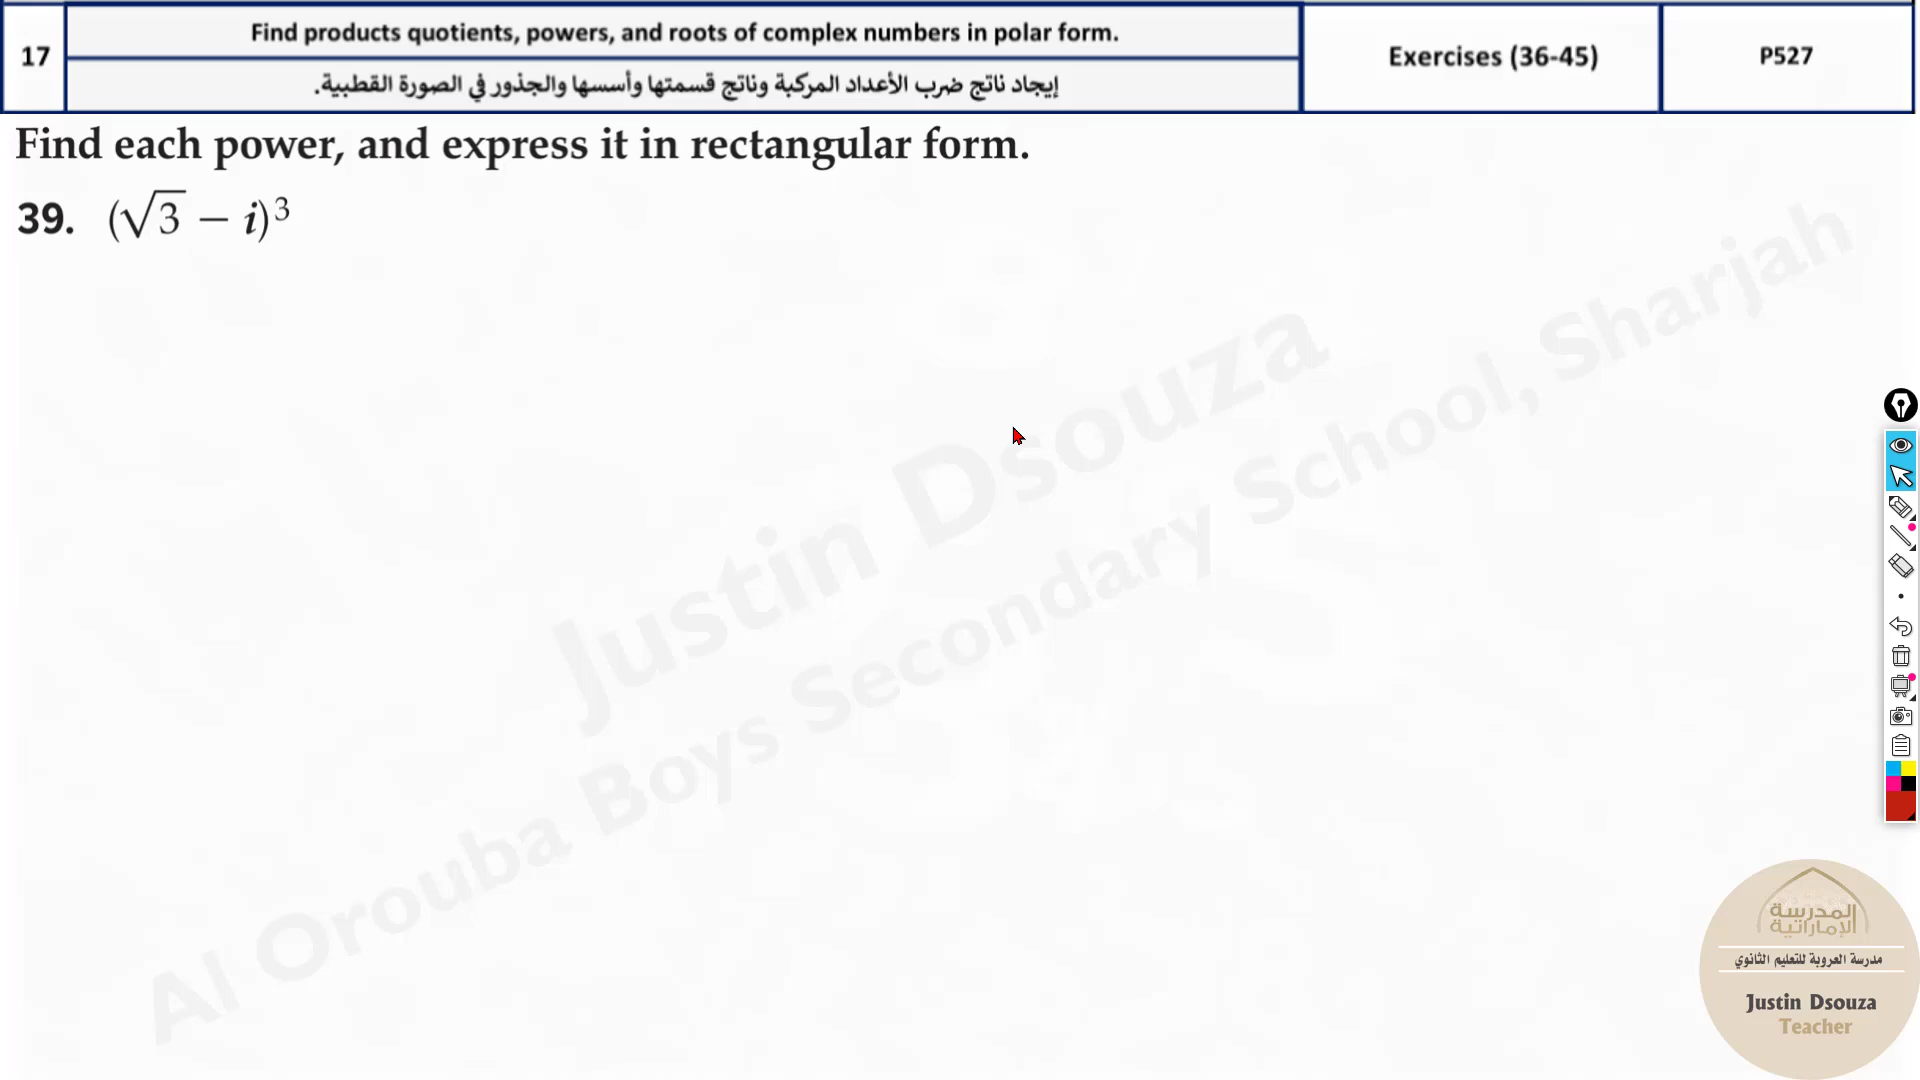 17
Find products quotients, powers, and roots of complex numbers in polar form.
إيجاد ناتج ضرب الأعداد المركبة وناتج قسمتها وأسسها والجذور في الصورة القطبية.
Exercises (36-45)
P527
Find each power, and express it in rectangular form.
39. (√3 − i)³
Justin Dsouza
Al Orouba Boys Secondary School, Sharjah
المدرسة
الإماراتية
مدرسة العروبة للتعليم الثانوي
Justin Dsouza
Teacher